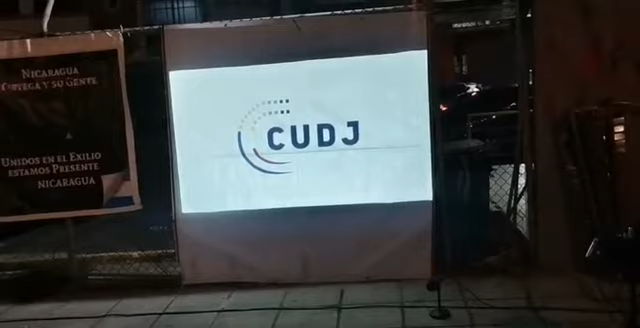 NICARAGUA
ORTEGA Y SU GENTE
UNIDOS EN EL EXILIO
ESTAMOS PRESENTE
NICARAGUA
CUDJ